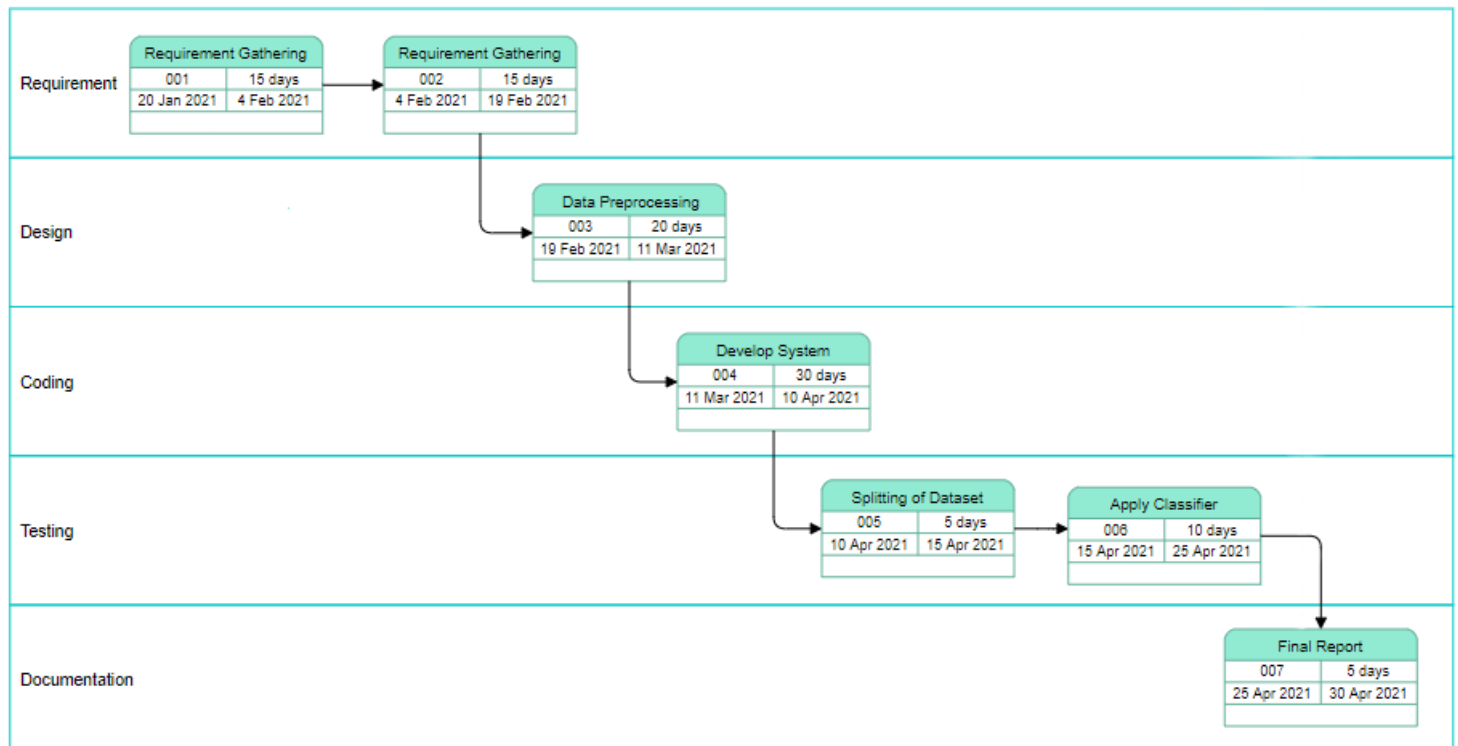 Requirement
Requirement Gathering
001 15 days
20 Jan 2021 4 Feb 2021
Requirement Gathering
002 15 days
4 Feb 2021 19 Feb 2021
Design
Data Preprocessing
003 20 days
19 Feb 2021 11 Mar 2021
Coding
Develop System
004 30 days
11 Mar 2021 10 Apr 2021
Testing
Splitting of Dataset
005 5 days
10 Apr 2021 15 Apr 2021
Apply Classifier
006 10 days
15 Apr 2021 25 Apr 2021
Documentation
Final Report
007 5 days
25 Apr 2021 30 Apr 2021